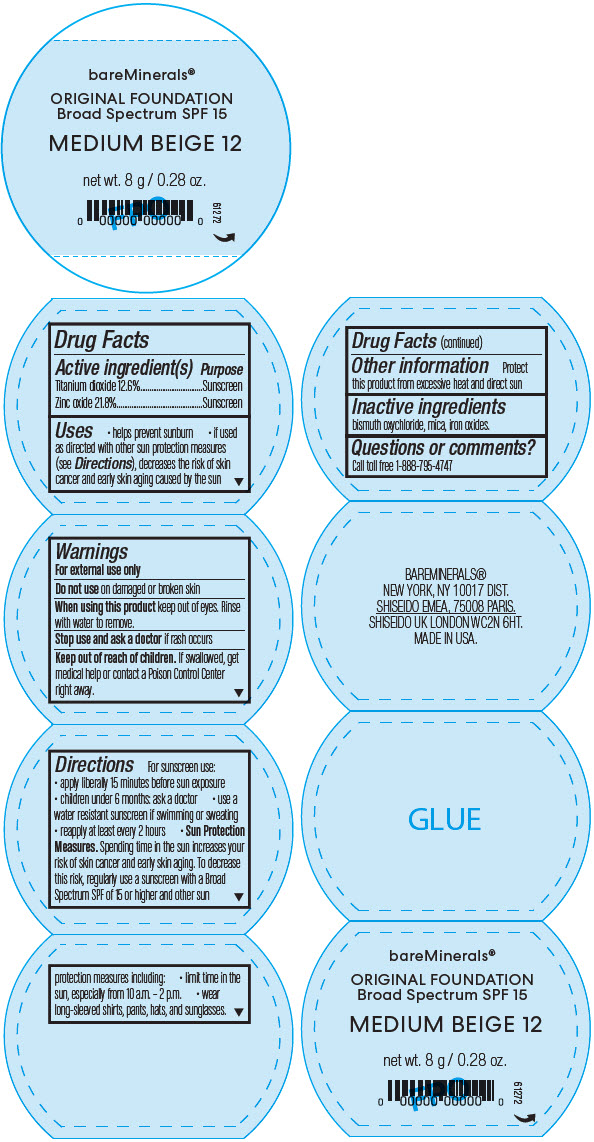 bareMinerals®
ORIGINAL FOUNDATION
Broad Spectrum SPF 15
MEDIUM BEIGE 12
net wt. 8 g / 0.28 oz.
0 00000 00000 0
61272
Drug Facts
Active ingredient(s) Purpose
Titanium dioxide 12.6%............................Sunscreen
Zinc oxide 21.8%.......................................Sunscreen
Uses • helps prevent sunburn • if used
as directed with other sun protection measures
(see Directions), decreases the risk of skin
cancer and early skin aging caused by the sun
Warnings
For external use only
Do not use on damaged or broken skin
When using this product keep out of eyes. Rinse
with water to remove.
Stop use and ask a doctor if rash occurs
Keep out of reach of children. If swallowed, get
medical help or contact a Poison Control Center
right away.
Directions For sunscreen use:
• apply liberally 15 minutes before sun exposure
• children under 6 months: ask a doctor • use a
water resistant sunscreen if swimming or sweating
• reapply at least every 2 hours • Sun Protection
Measures. Spending time in the sun increases your
risk of skin cancer and early skin aging. To decrease
this risk, regularly use a sunscreen with a Broad
Spectrum SPF of 15 or higher and other sun
protection measures including: • limit time in the
sun, especially from 10 a.m. – 2 p.m. • wear
long-sleeved shirts, pants, hats, and sunglasses.
Drug Facts (continued)
Other information Protect
this product from excessive heat and direct sun
Inactive ingredients
bismuth oxychloride, mica, iron oxides.
Questions or comments?
Call toll free 1-888-795-4747
BAREMINERALS®
NEW YORK, NY 10017 DIST.
SHISEIDO EMEA, 75008 PARIS.
SHISEIDO UK LONDON WC2N 6HT.
MADE IN USA.
GLUE
bareMinerals®
ORIGINAL FOUNDATION
Broad Spectrum SPF 15
MEDIUM BEIGE 12
net wt. 8 g / 0.28 oz.
0 00000 00000 0
61272